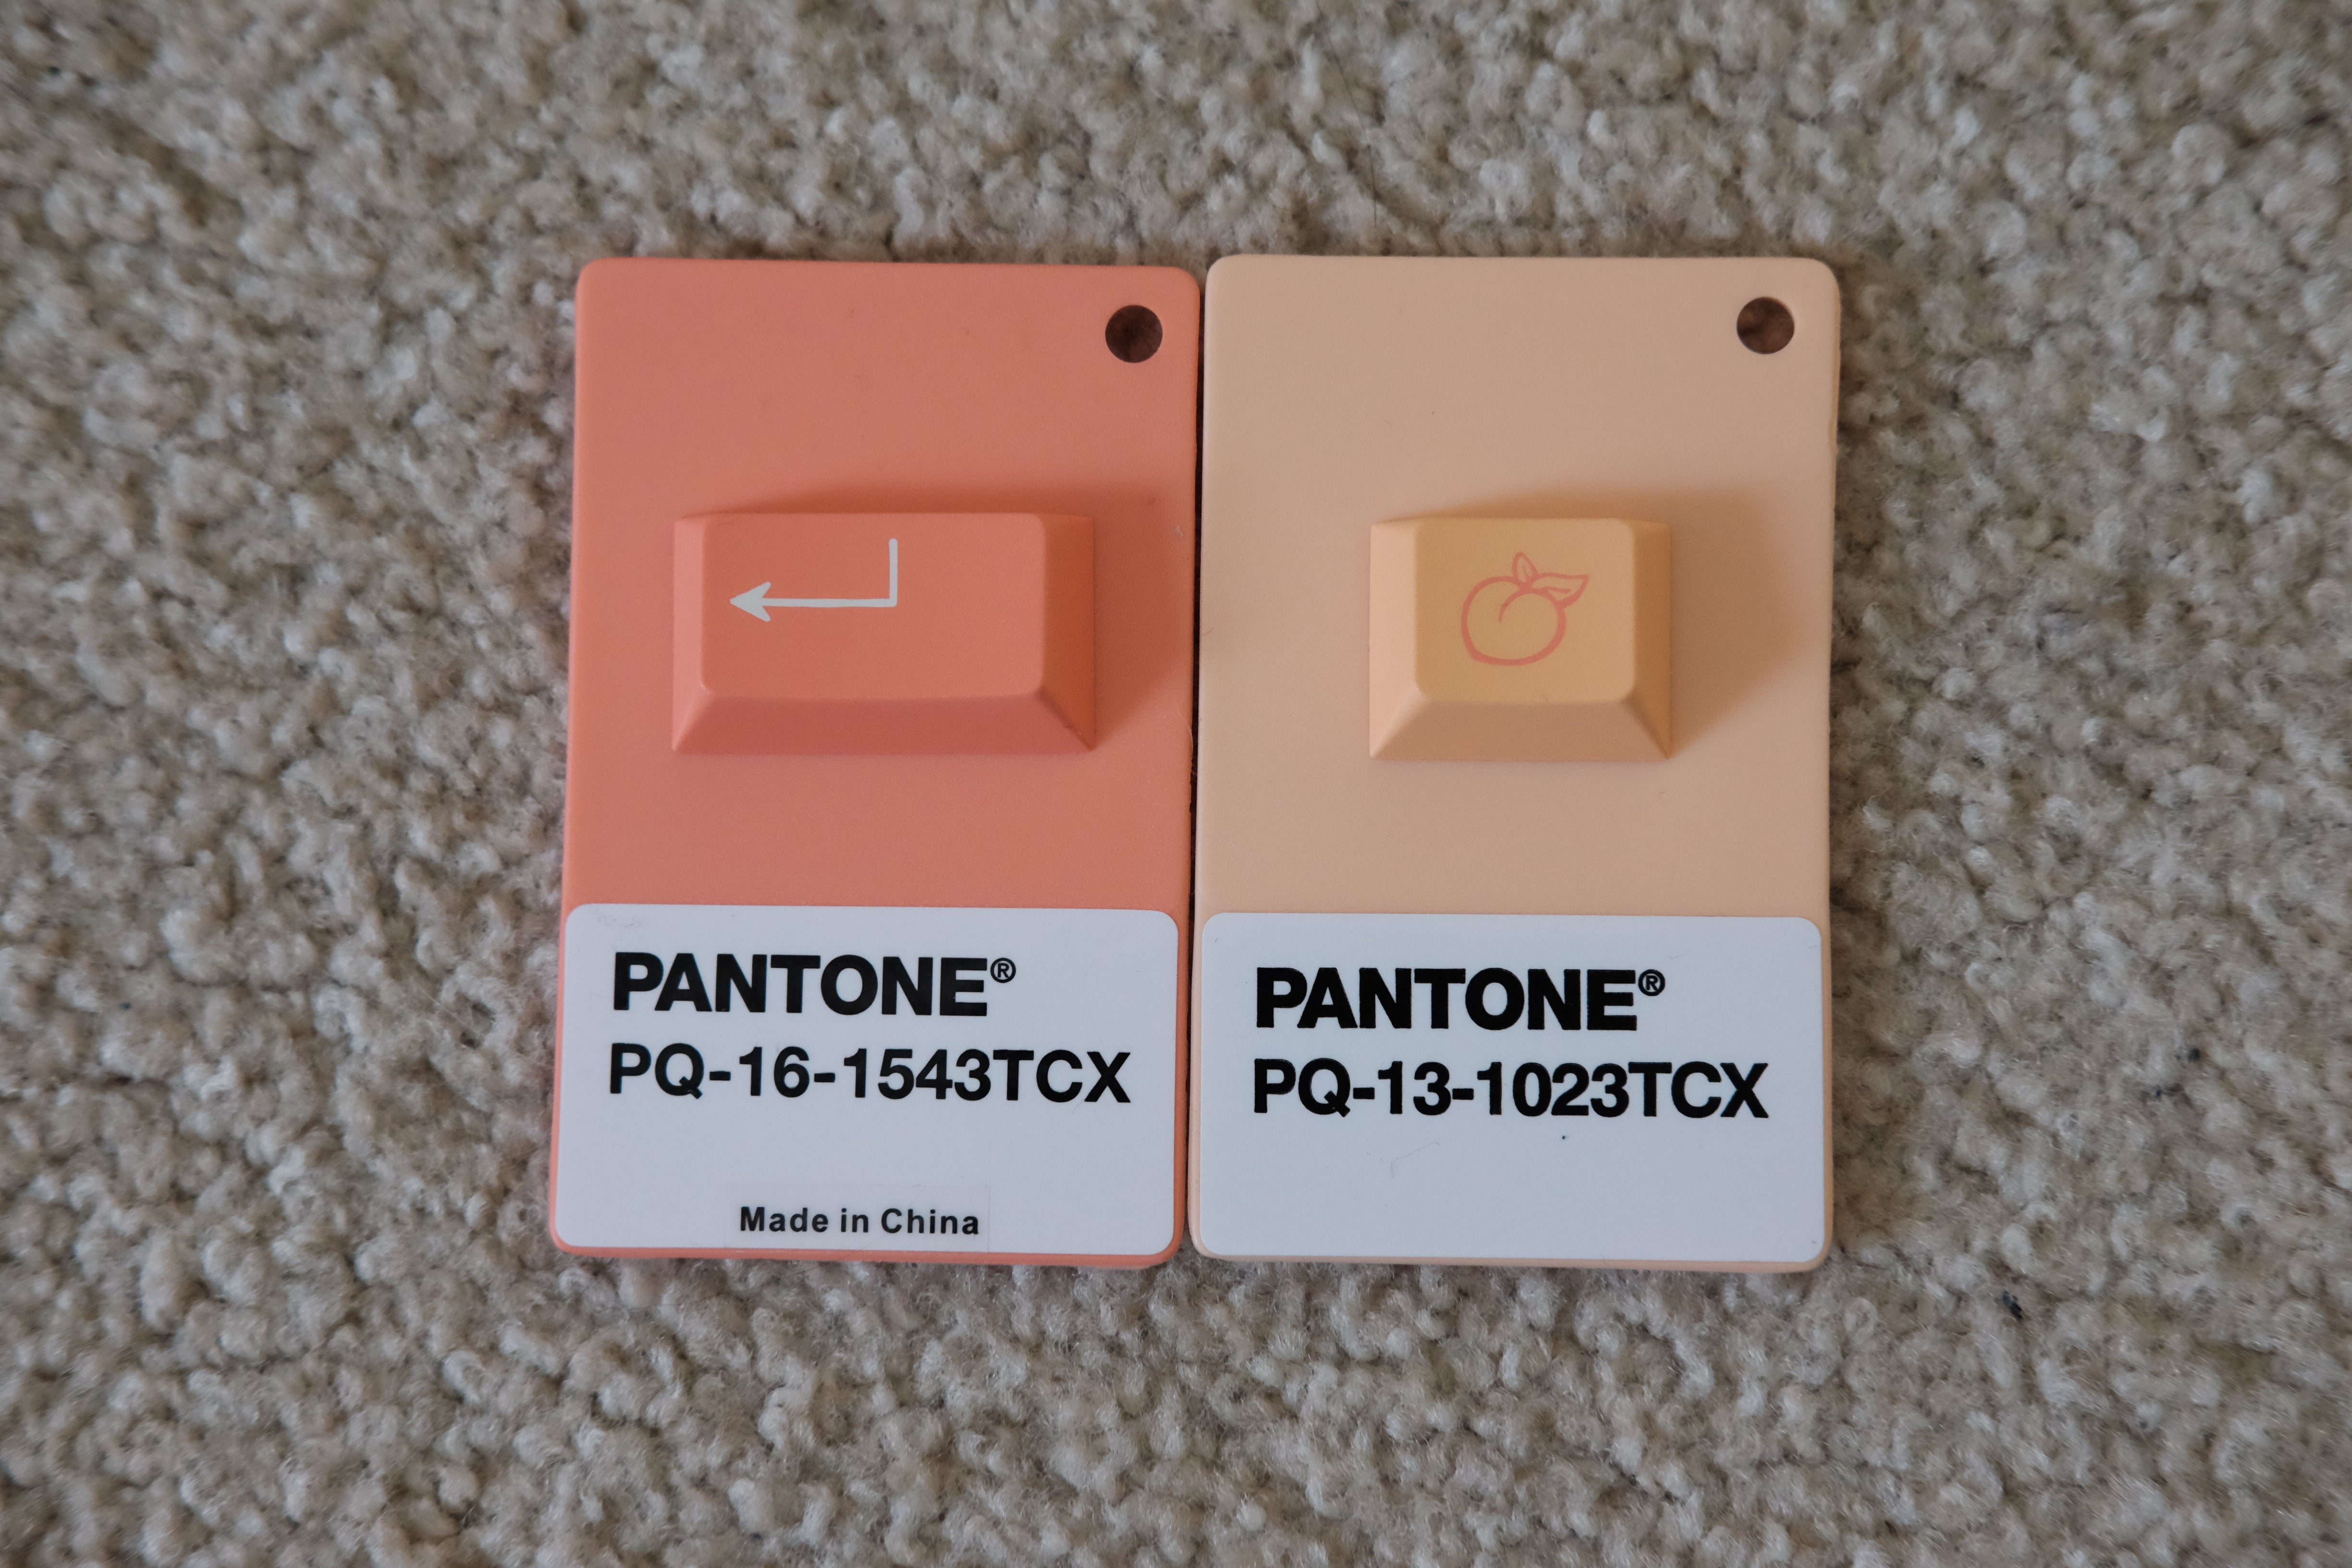 PANTONE®
PQ-16-1543TCX
Made in China
PANTONE®
PQ-13-1023TCX